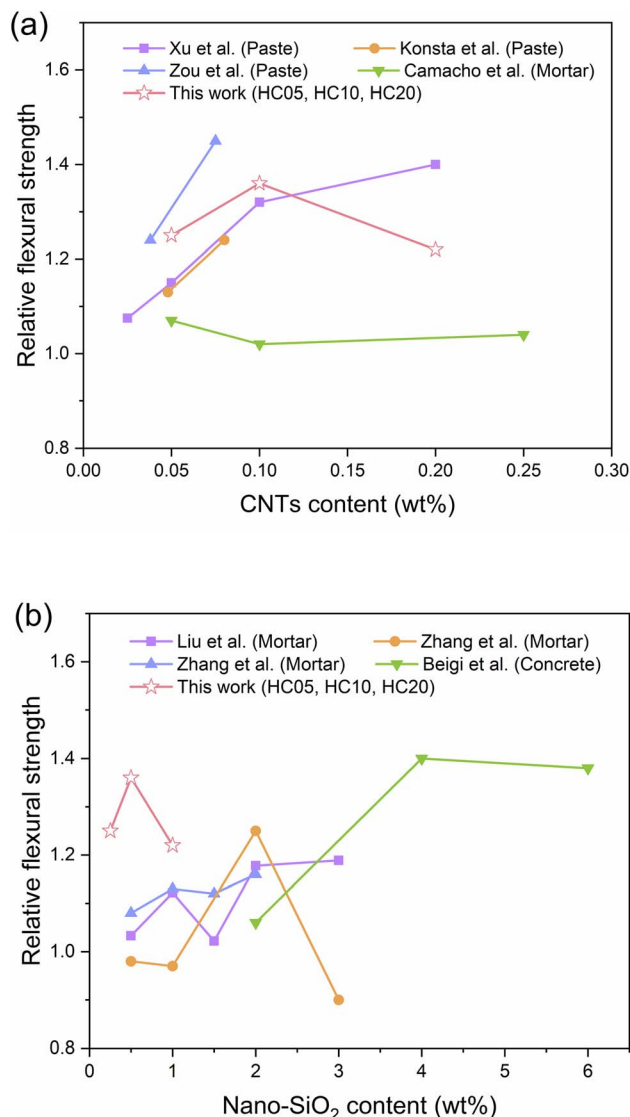 (a)
Xu et al. (Paste) Konsta et al. (Paste)
Zou et al. (Paste) Camacho et al. (Mortar)
This work (HC05, HC10, HC20)
1.6
1.4
1.2
1.0
0.8
Relative flexural strength
0.00 0.05 0.10 0.15 0.20 0.25 0.30
CNTs content (wt%)
(b)
Liu et al. (Mortar) Zhang et al. (Mortar)
Zhang et al. (Mortar) Beigi et al. (Concrete)
This work (HC05, HC10, HC20)
1.6
1.4
1.2
1.0
0.8
Relative flexural strength
0 1 2 3 4 5 6
Nano-SiO₂ content (wt%)